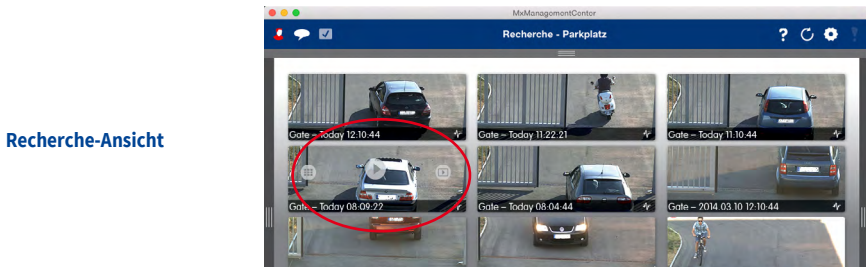 MxManagementCenter
Recherche - Parkplatz
Recherche-Ansicht
Gate – Today 12:10:44
Gate – Today 11:22:21
Gate – Today 11:10:44
Gate – Today 08:09:22
Gate – Today 08:04:44
Gate – 2014.03.10 12:10:44